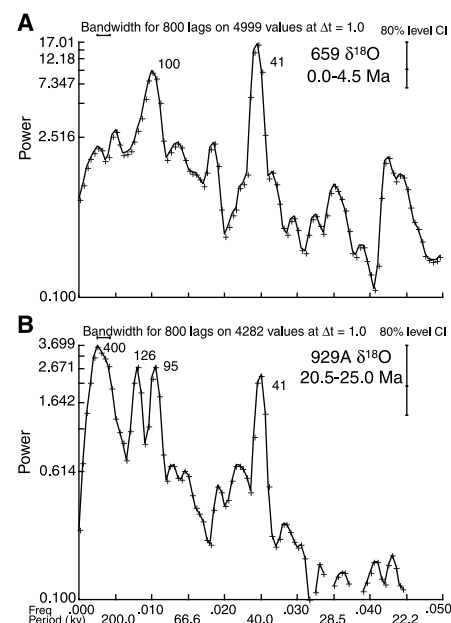 A Bandwidth for 800 lags on 4999 values at Δt = 1.0 80% level CI
17.01
12.18
7.347
2.516
0.100
Power
100
41
659 δ¹⁸O
0.0-4.5 Ma
B Bandwidth for 800 lags on 4282 values at Δt = 1.0 80% level CI
3.699
2.671
1.642
0.614
0.100
Power
400
126
95
41
929A δ¹⁸O
20.5-25.0 Ma
Freq .000 .010 .020 .030 .040 .050
Period (ky) 200.0 66.6 40.0 28.5 22.2